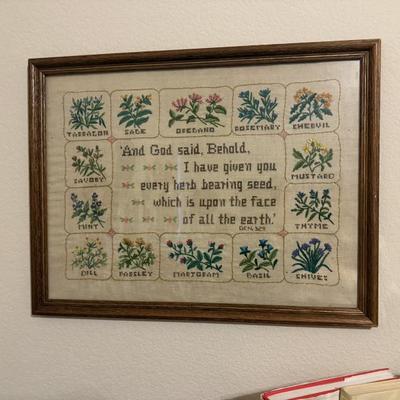 TARRAGON SAGE OREGANO ROSEMARY CHERVIL
SAVORY
MUSTARD
MINT
THYME
'And God said, Behold,
I have given you
every herb bearing seed,
which is upon the face
of all the earth.'
GEN. 1:29
DILL PARSLEY MARJORAM BASIL CHIVES